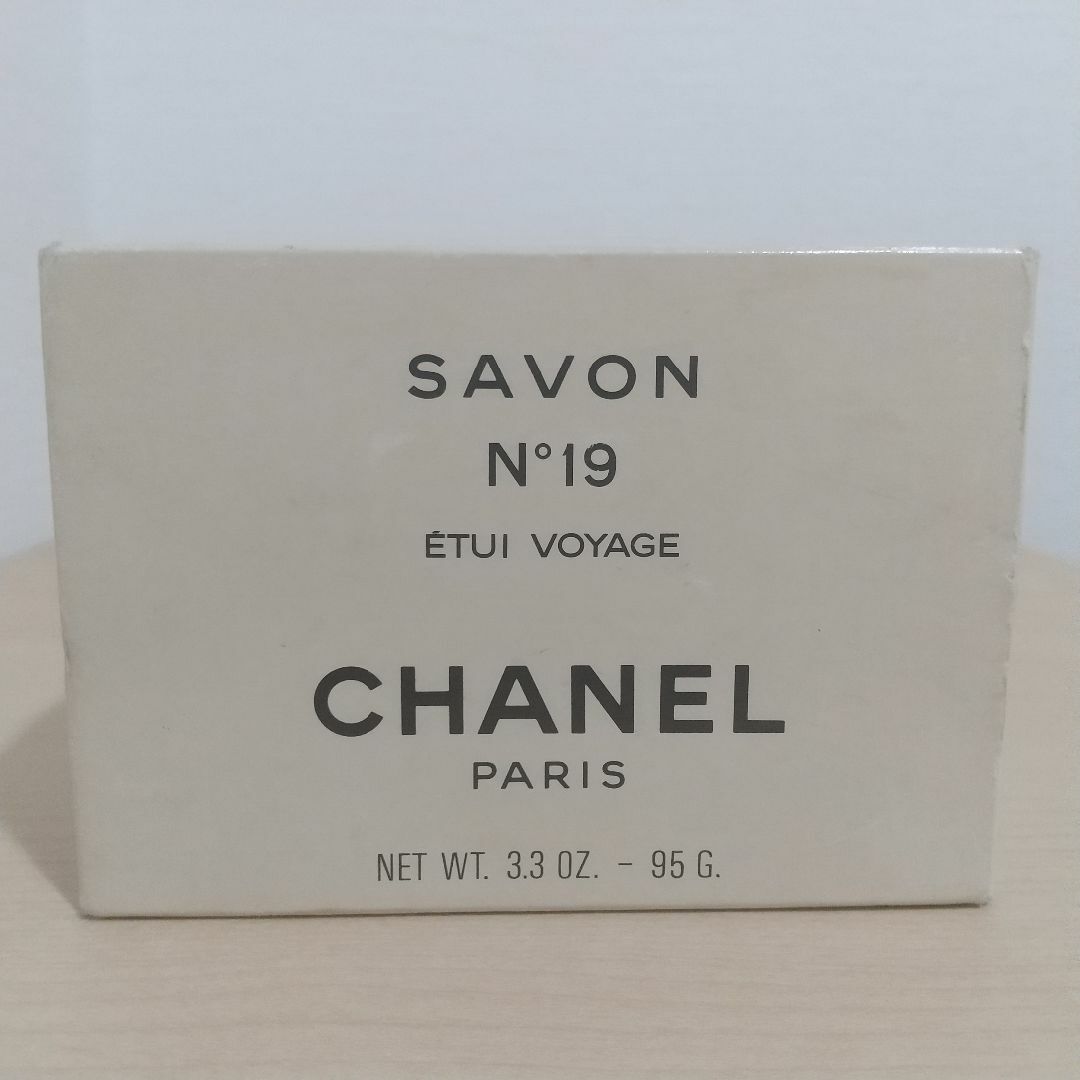 SAVON
N°19
ÉTUI VOYAGE
CHANEL
PARIS
NET WT. 3.3 OZ. – 95 G.